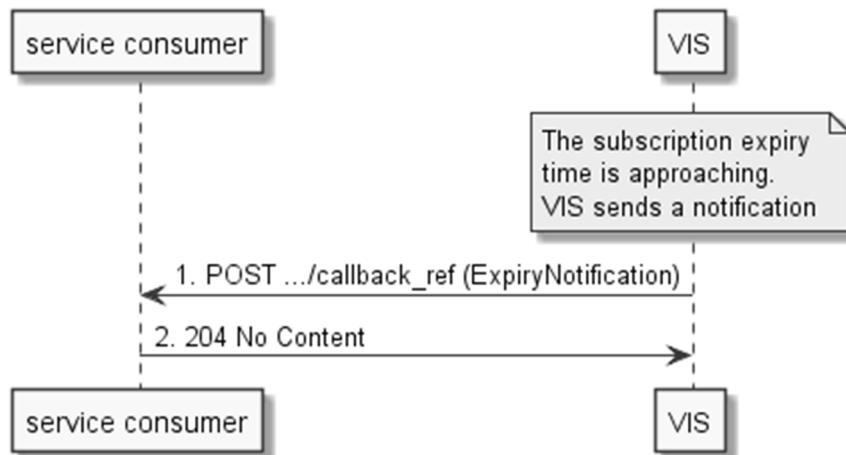 service consumer
VIS
The subscription expiry
time is approaching.
VIS sends a notification
1. POST .../callback_ref (ExpiryNotification)
2. 204 No Content
service consumer
VIS